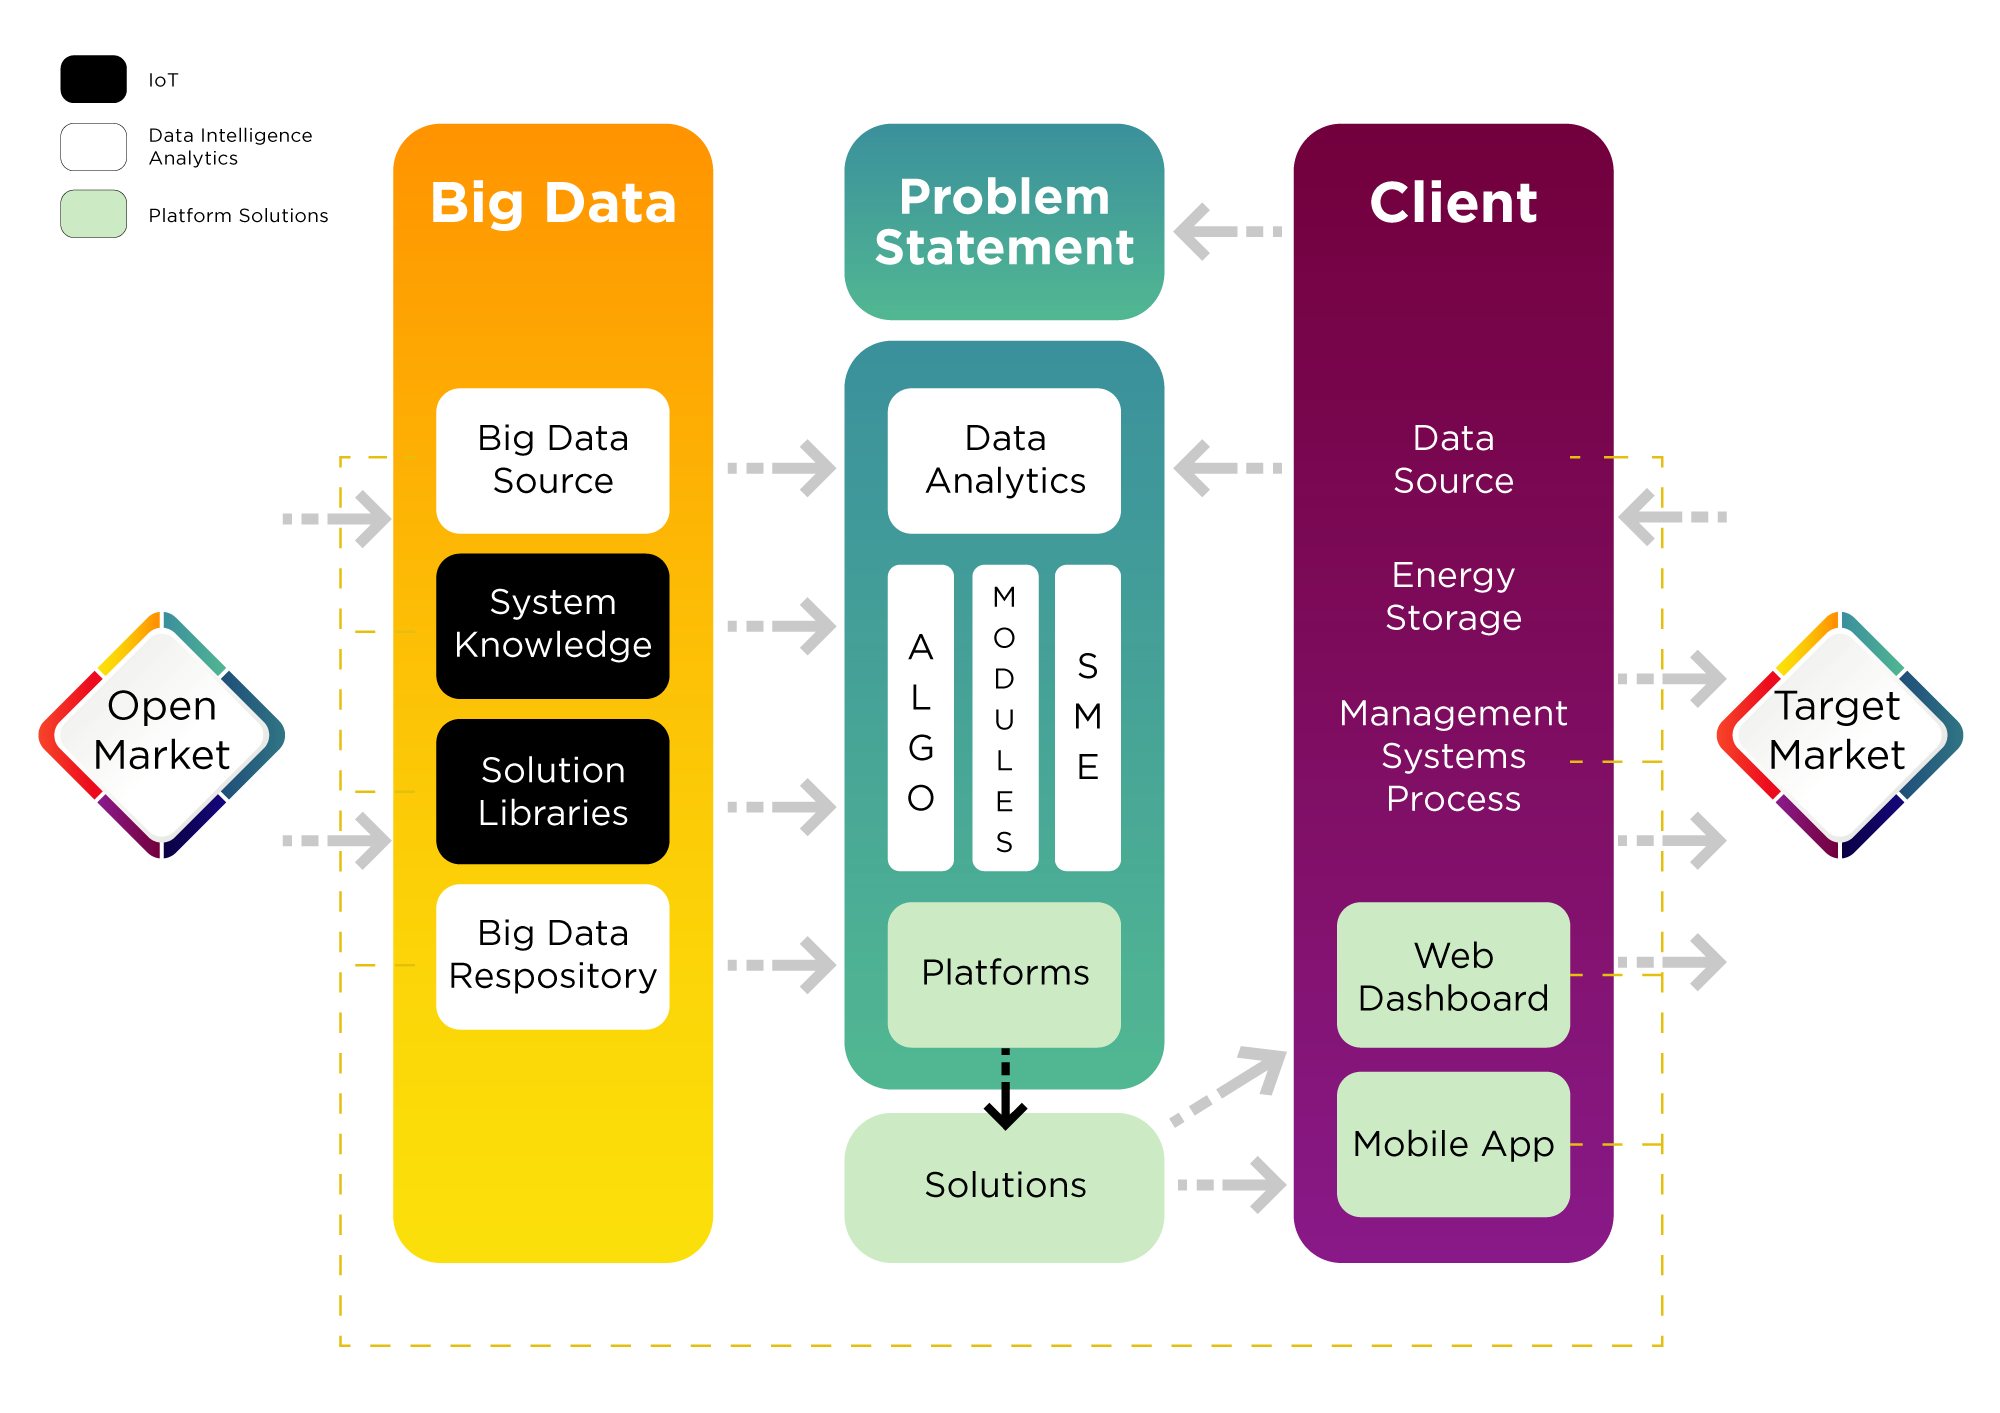 IoT
Data Intelligence
Analytics
Platform Solutions
Big Data
Big Data
Source
System
Knowledge
Solution
Libraries
Big Data
Respository
Problem
Statement
Data
Analytics
ALGO
MODULES
SME
Platforms
Solutions
Client
Data
Source
Energy
Storage
Management
Systems
Process
Web
Dashboard
Mobile App
Open
Market
Target
Market